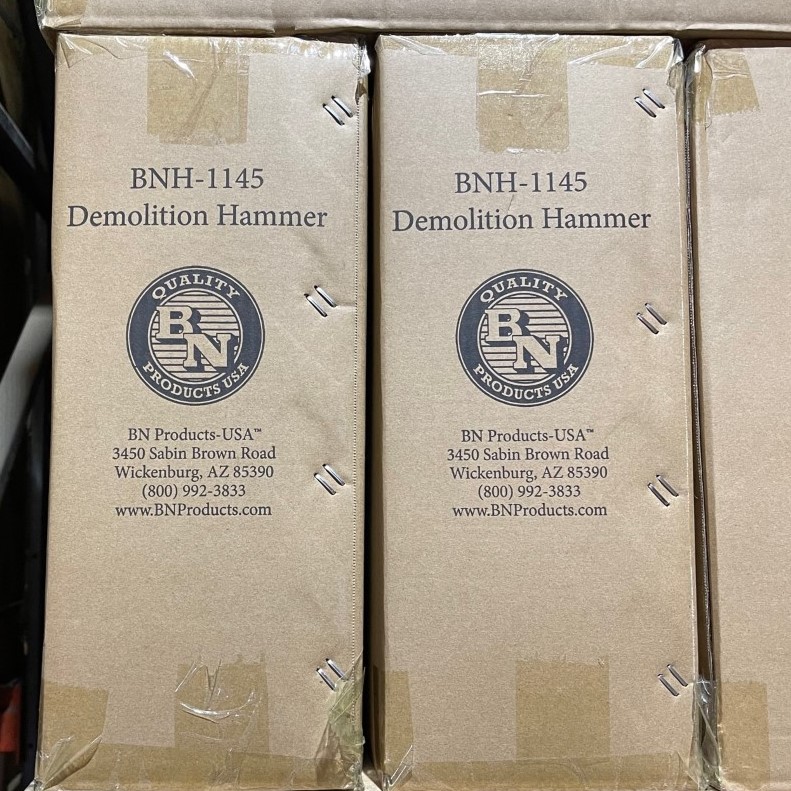 BNH-1145
Demolition Hammer
QUALITY
BN
PRODUCTS USA
BN Products-USA™
3450 Sabin Brown Road
Wickenburg, AZ 85390
(800) 992-3833
www.BNProducts.com
BNH-1145
Demolition Hammer
QUALITY
BN
PRODUCTS USA
BN Products-USA™
3450 Sabin Brown Road
Wickenburg, AZ 85390
(800) 992-3833
www.BNProducts.com